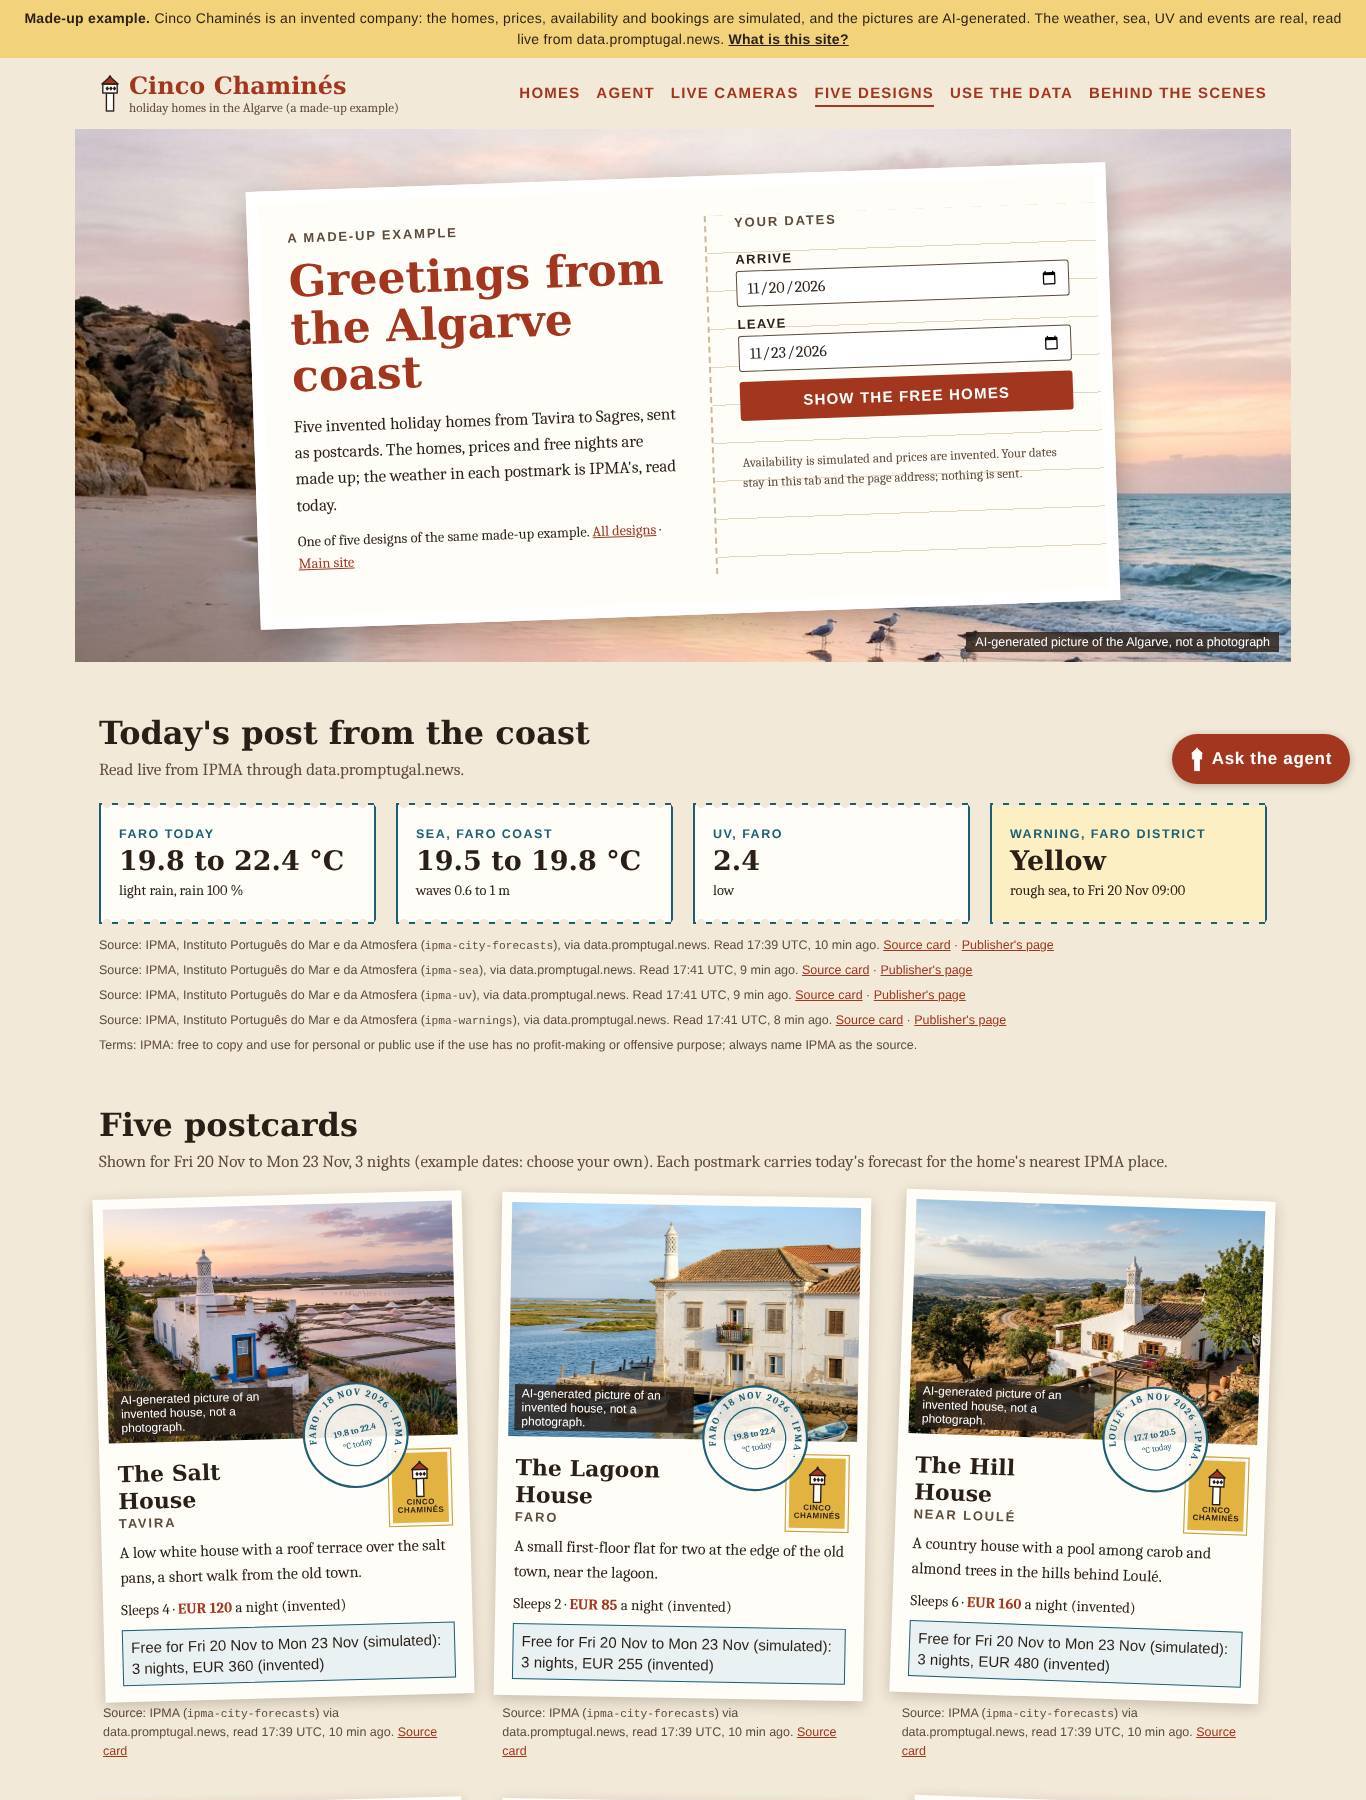 Made-up example. Cinco Chaminés is an invented company: the homes, prices, availability and bookings are simulated, and the pictures are AI-generated. The weather, sea, UV and events are real, read
live from data.promptugal.news. What is this site?
Cinco Chaminés
holiday homes in the Algarve (a made-up example)
HOMES AGENT LIVE CAMERAS FIVE DESIGNS USE THE DATA BEHIND THE SCENES
A MADE-UP EXAMPLE
Greetings from
the Algarve
coast
Five invented holiday homes from Tavira to Sagres, sent
as postcards. The homes, prices and free nights are
made up; the weather in each postmark is IPMA's, read
today.
One of five designs of the same made-up example. All designs ·
Main site
YOUR DATES
ARRIVE
11/20/2026
LEAVE
11/23/2026
SHOW THE FREE HOMES
Availability is simulated and prices are invented. Your dates
stay in this tab and the page address; nothing is sent.
AI-generated picture of the Algarve, not a photograph
Today's post from the coast
Read live from IPMA through data.promptugal.news.
Ask the agent
FARO TODAY
19.8 to 22.4 °C
light rain, rain 100 %
SEA, FARO COAST
19.5 to 19.8 °C
waves 0.6 to 1 m
UV, FARO
2.4
low
WARNING, FARO DISTRICT
Yellow
rough sea, to Fri 20 Nov 09:00
Source: IPMA, Instituto Português do Mar e da Atmosfera (ipma-city-forecasts), via data.promptugal.news. Read 17:39 UTC, 10 min ago. Source card · Publisher's page
Source: IPMA, Instituto Português do Mar e da Atmosfera (ipma-sea), via data.promptugal.news. Read 17:41 UTC, 9 min ago. Source card · Publisher's page
Source: IPMA, Instituto Português do Mar e da Atmosfera (ipma-uv), via data.promptugal.news. Read 17:41 UTC, 9 min ago. Source card · Publisher's page
Source: IPMA, Instituto Português do Mar e da Atmosfera (ipma-warnings), via data.promptugal.news. Read 17:41 UTC, 8 min ago. Source card · Publisher's page
Terms: IPMA: free to copy and use for personal or public use if the use has no profit-making or offensive purpose; always name IPMA as the source.
Five postcards
Shown for Fri 20 Nov to Mon 23 Nov, 3 nights (example dates: choose your own). Each postmark carries today's forecast for the home's nearest IPMA place.
AI-generated picture of an
invented house, not a
photograph.
FARO · 18 NOV 2026 · IPMA ·
19.8 to 22.4
°C today
CINCO
CHAMINÉS
The Salt
House
TAVIRA
A low white house with a roof terrace over the salt
pans, a short walk from the old town.
Sleeps 4 · EUR 120 a night (invented)
Free for Fri 20 Nov to Mon 23 Nov (simulated):
3 nights, EUR 360 (invented)
Source: IPMA (ipma-city-forecasts) via
data.promptugal.news, read 17:39 UTC, 10 min ago. Source
card
AI-generated picture of an
invented house, not a
photograph.
FARO · 18 NOV 2026 · IPMA ·
19.8 to 22.4
°C today
CINCO
CHAMINÉS
The Lagoon
House
FARO
A small first-floor flat for two at the edge of the old
town, near the lagoon.
Sleeps 2 · EUR 85 a night (invented)
Free for Fri 20 Nov to Mon 23 Nov (simulated):
3 nights, EUR 255 (invented)
Source: IPMA (ipma-city-forecasts) via
data.promptugal.news, read 17:39 UTC, 10 min ago. Source
card
AI-generated picture of an
invented house, not a
photograph.
LOULÉ · 18 NOV 2026 · IPMA ·
17.7 to 20.5
°C today
CINCO
CHAMINÉS
The Hill
House
NEAR LOULÉ
A country house with a pool among carob and
almond trees in the hills behind Loulé.
Sleeps 6 · EUR 160 a night (invented)
Free for Fri 20 Nov to Mon 23 Nov (simulated):
3 nights, EUR 480 (invented)
Source: IPMA (ipma-city-forecasts) via
data.promptugal.news, read 17:39 UTC, 10 min ago. Source
card